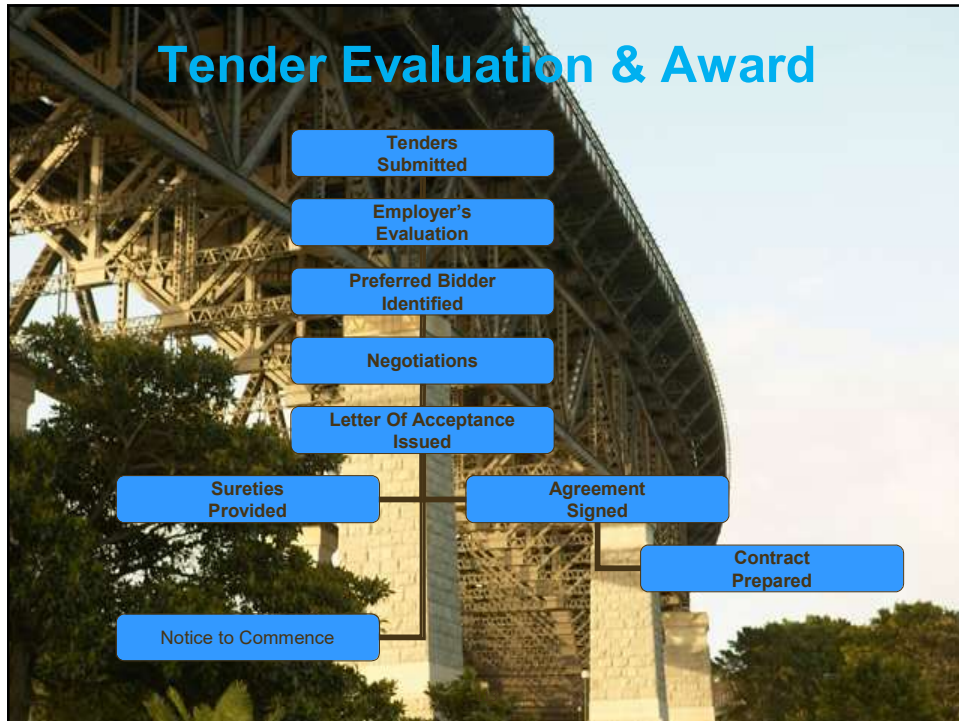 Tender Evaluation & Award
Tenders
Submitted
Employer’s
Evaluation
Preferred Bidder
Identified
Negotiations
Letter Of Acceptance
Issued
Sureties
Provided
Agreement
Signed
Contract
Prepared
Notice to Commence